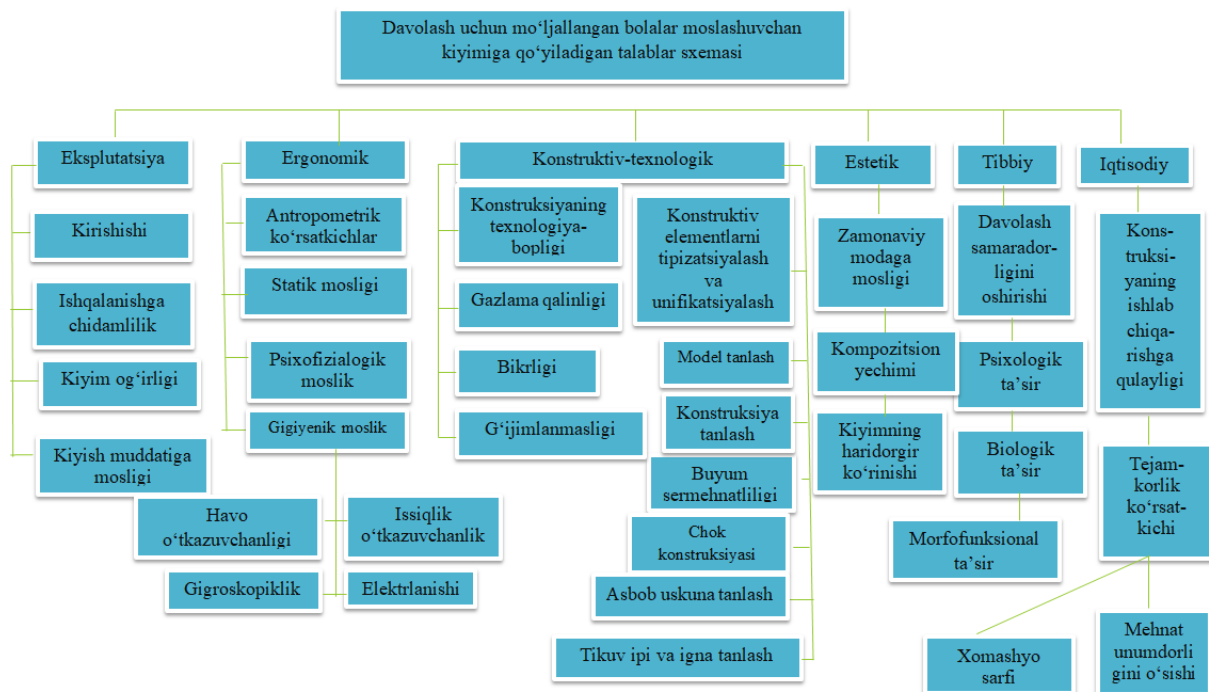 Davolash uchun mo‘ljallangan bolalar moslashuvchan
kiyimiga qo‘yiladigan talablar sxemasi
Eksplutatsiya
Kirishishi
Ishqalanishga
chidamlilik
Kiyim og‘irligi
Kiyish muddatiga
mosligi
Ergonomik
Antropometrik
ko‘rsatkichlar
Statik mosligi
Psixofizialogik
moslik
Gigiyenik moslik
Havo
o‘tkazuvchanligi
Issiqlik
o‘tkazuvchanlik
Gigroskopiklik
Elektrlanishi
Konstruktiv-texnologik
Konstruksiyaning
texnologiya-
bopligi
Gazlama qalinligi
Bikrligi
G‘ijimlanmasligi
Konstruktiv
elementlarni
tipizatsiyalash
va
unifikatsiyalash
Model tanlash
Konstruksiya
tanlash
Buyum
sermehnatliligi
Chok
konstruksiyasi
Asbob uskuna tanlash
Tikuv ipi va igna tanlash
Estetik
Zamonaviy
modaga
mosligi
Kompozitsion
yechimi
Kiyimning
haridorgir
ko‘rinishi
Tibbiy
Davolash
samarador-
ligini
oshirishi
Psixologik
ta’sir
Biologik
ta’sir
Morfofunksional
ta’sir
Iqtisodiy
Kons-
truksi-
yaning
ishlab
chiqa-
rishga
qulayligi
Tejam-
korlik
ko‘rsat-
kichi
Xomashyo
sarfi
Mehnat
unumdorli
gini o‘sishi